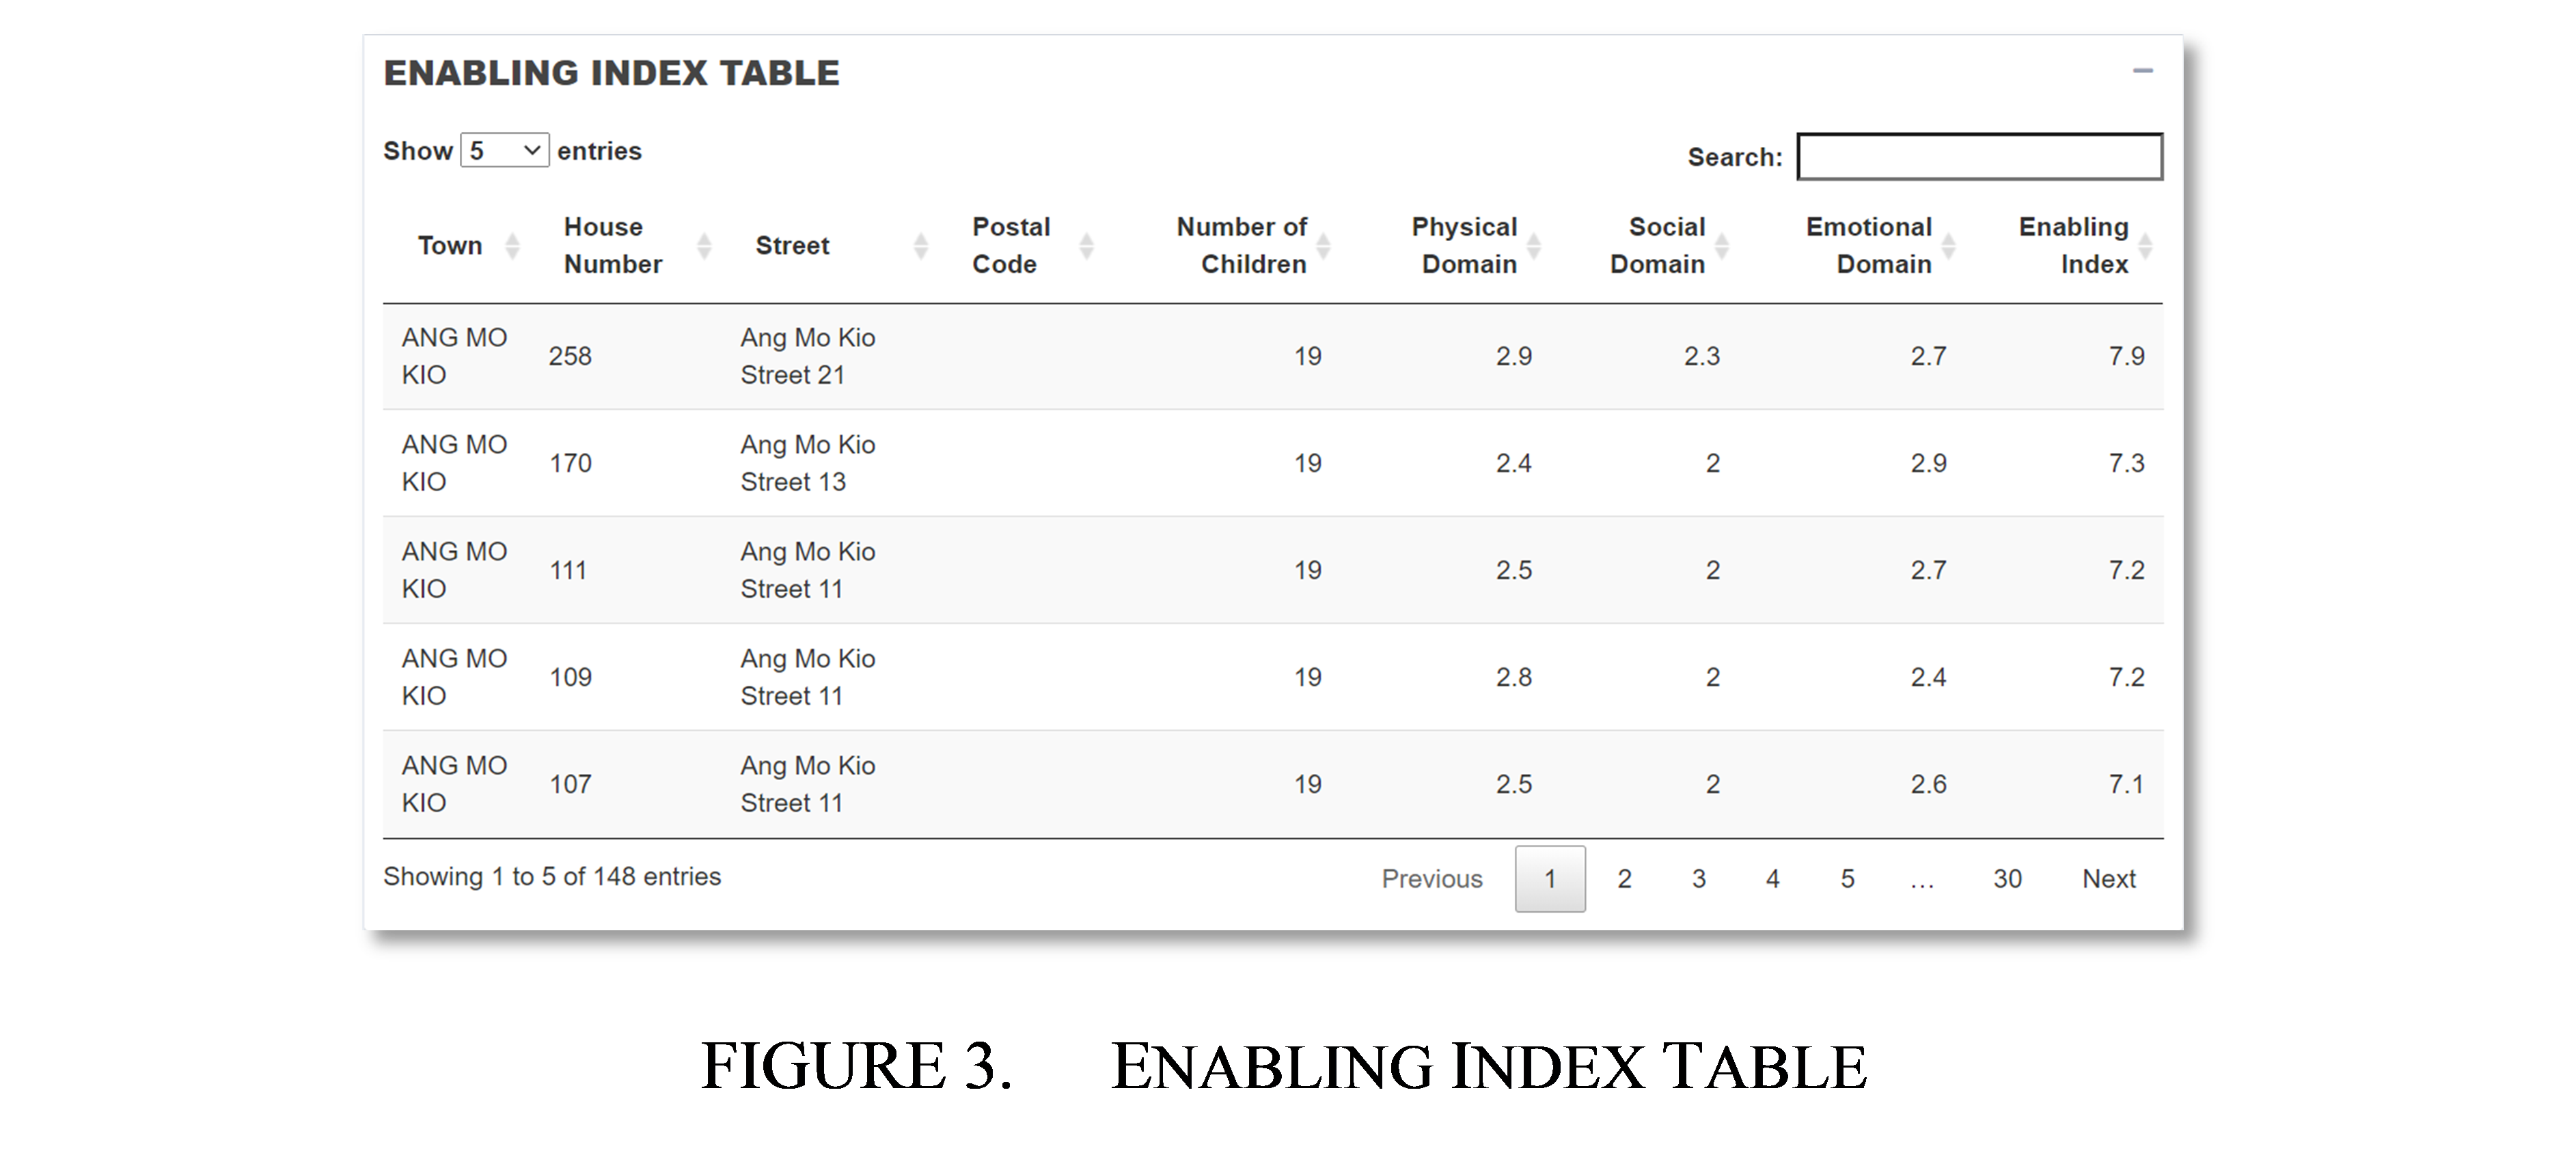 ENABLING INDEX TABLE
Show 5 entries
Search:
Town House Number Street Postal Code Number of Children Physical Domain Social Domain Emotional Domain Enabling Index
ANG MO KIO 258 Ang Mo Kio Street 21 19 2.9 2.3 2.7 7.9
ANG MO KIO 170 Ang Mo Kio Street 13 19 2.4 2 2.9 7.3
ANG MO KIO 111 Ang Mo Kio Street 11 19 2.5 2 2.7 7.2
ANG MO KIO 109 Ang Mo Kio Street 11 19 2.8 2 2.4 7.2
ANG MO KIO 107 Ang Mo Kio Street 11 19 2.5 2 2.6 7.1
Showing 1 to 5 of 148 entries
Previous 1 2 3 4 5 ... 30 Next
FIGURE 3. ENABLING INDEX TABLE